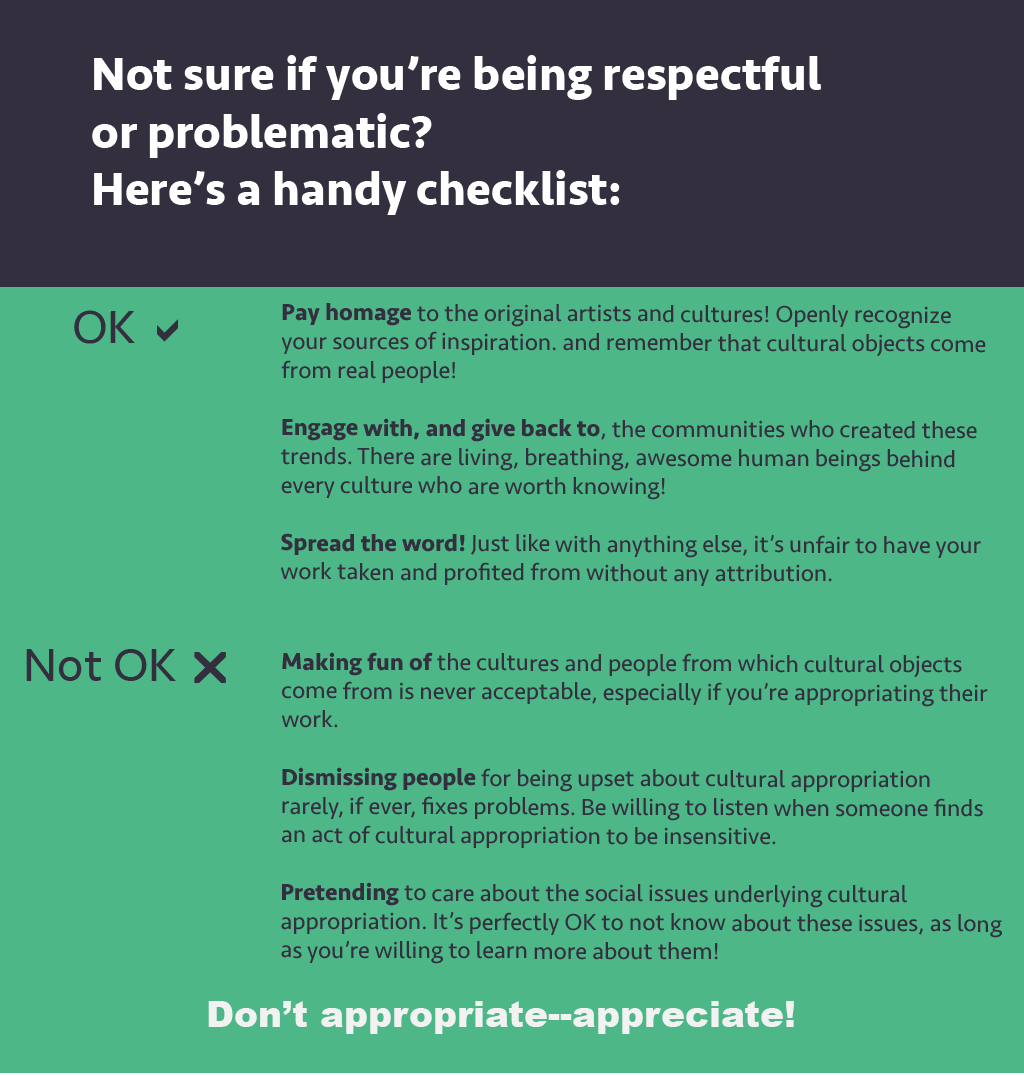 Not sure if you're being respectful
or problematic?
Here's a handy checklist:
OK ✔
Pay homage to the original artists and cultures! Openly recognize
your sources of inspiration. and remember that cultural objects come
from real people!
Engage with, and give back to, the communities who created these
trends. There are living, breathing, awesome human beings behind
every culture who are worth knowing!
Spread the word! Just like with anything else, it's unfair to have your
work taken and profited from without any attribution.
Not OK ✖
Making fun of the cultures and people from which cultural objects
come from is never acceptable, especially if you're appropriating their
work.
Dismissing people for being upset about cultural appropriation
rarely, if ever, fixes problems. Be willing to listen when someone finds
an act of cultural appropriation to be insensitive.
Pretending to care about the social issues underlying cultural
appropriation. It's perfectly OK to not know about these issues, as long
as you're willing to learn more about them!
Don't appropriate--appreciate!